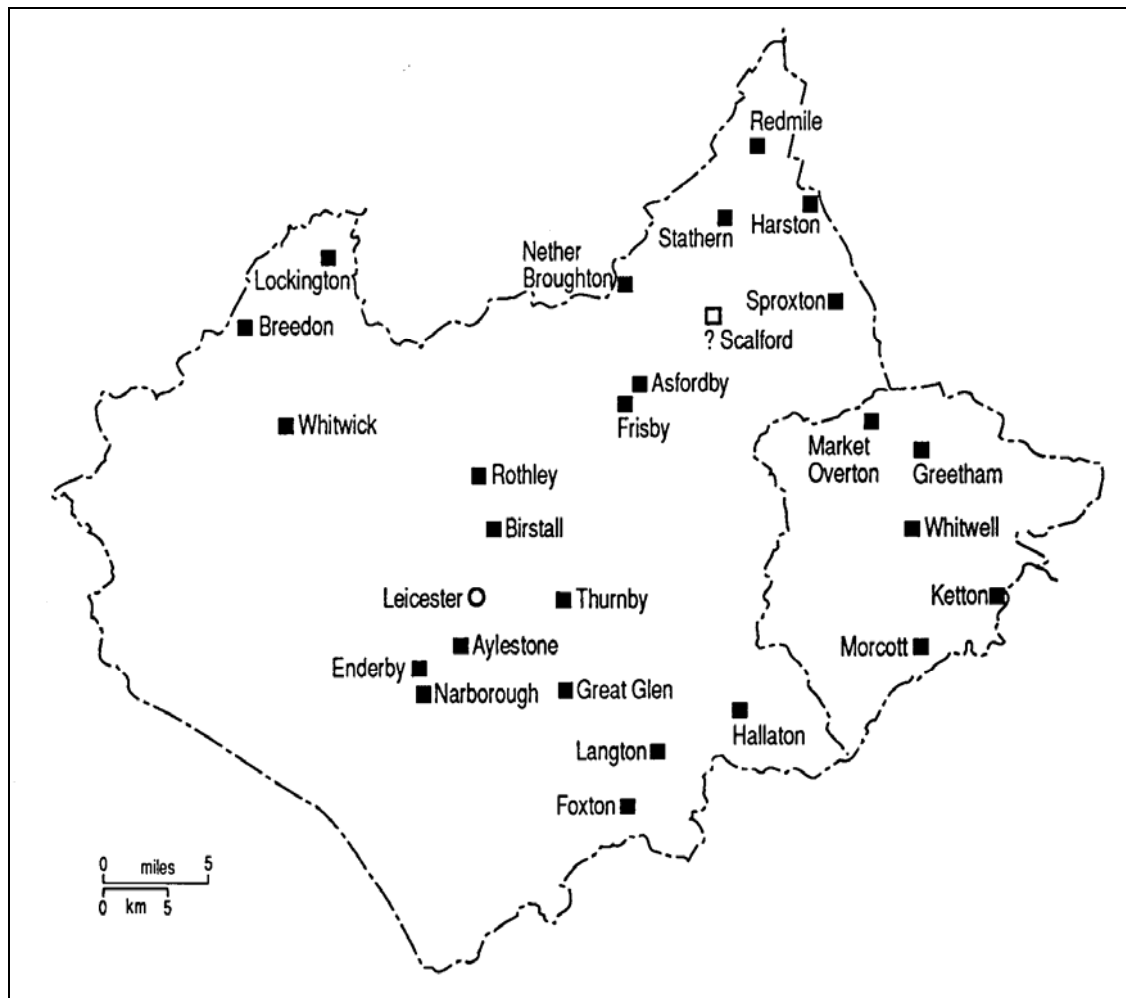 Redmile
Harston
Stathern
Nether
Broughton
Lockington
Sproxton
Breedon
? Scalford
Asfordby
Frisby
Whitwick
Market
Overton
Greetham
Rothley
Birstall
Whitwell
Leicester
Thurnby
Ketton
Aylestone
Morcott
Enderby
Narborough
Great Glen
Hallaton
Langton
Foxton
0 miles 5
0 km 5